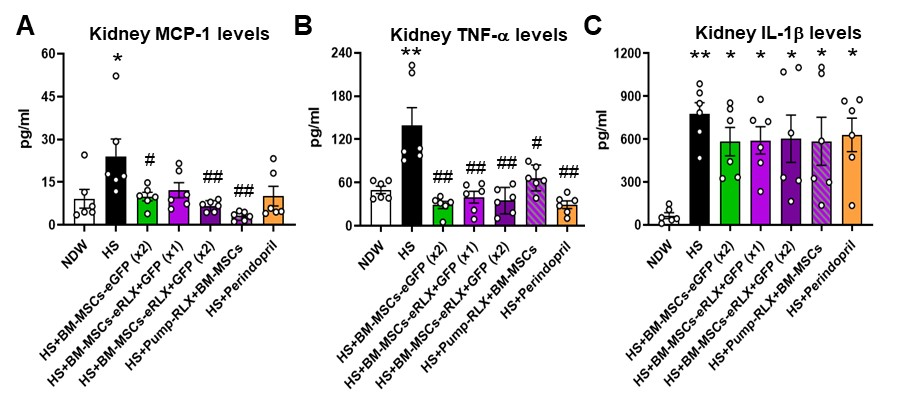 A
Kidney MCP-1 levels
pg/ml
60
45
30
15
0
*
#
##
##
NDW
HS
HS+BM-MSCs-eGFP (x2)
HS+BM-MSCs-eRLX+GFP (x1)
HS+BM-MSCs-eRLX+GFP (x2)
HS+Pump-RLX+BM-MSCs
HS+Perindopril
B
Kidney TNF-α levels
pg/ml
240
180
120
60
0
**
##
##
##
#
##
NDW
HS
HS+BM-MSCs-eGFP (x2)
HS+BM-MSCs-eRLX+GFP (x1)
HS+BM-MSCs-eRLX+GFP (x2)
HS+Pump-RLX+BM-MSCs
HS+Perindopril
C
Kidney IL-1β levels
pg/ml
1200
900
600
300
0
**
*
*
*
*
*
NDW
HS
HS+BM-MSCs-eGFP (x2)
HS+BM-MSCs-eRLX+GFP (x1)
HS+BM-MSCs-eRLX+GFP (x2)
HS+Pump-RLX+BM-MSCs
HS+Perindopril